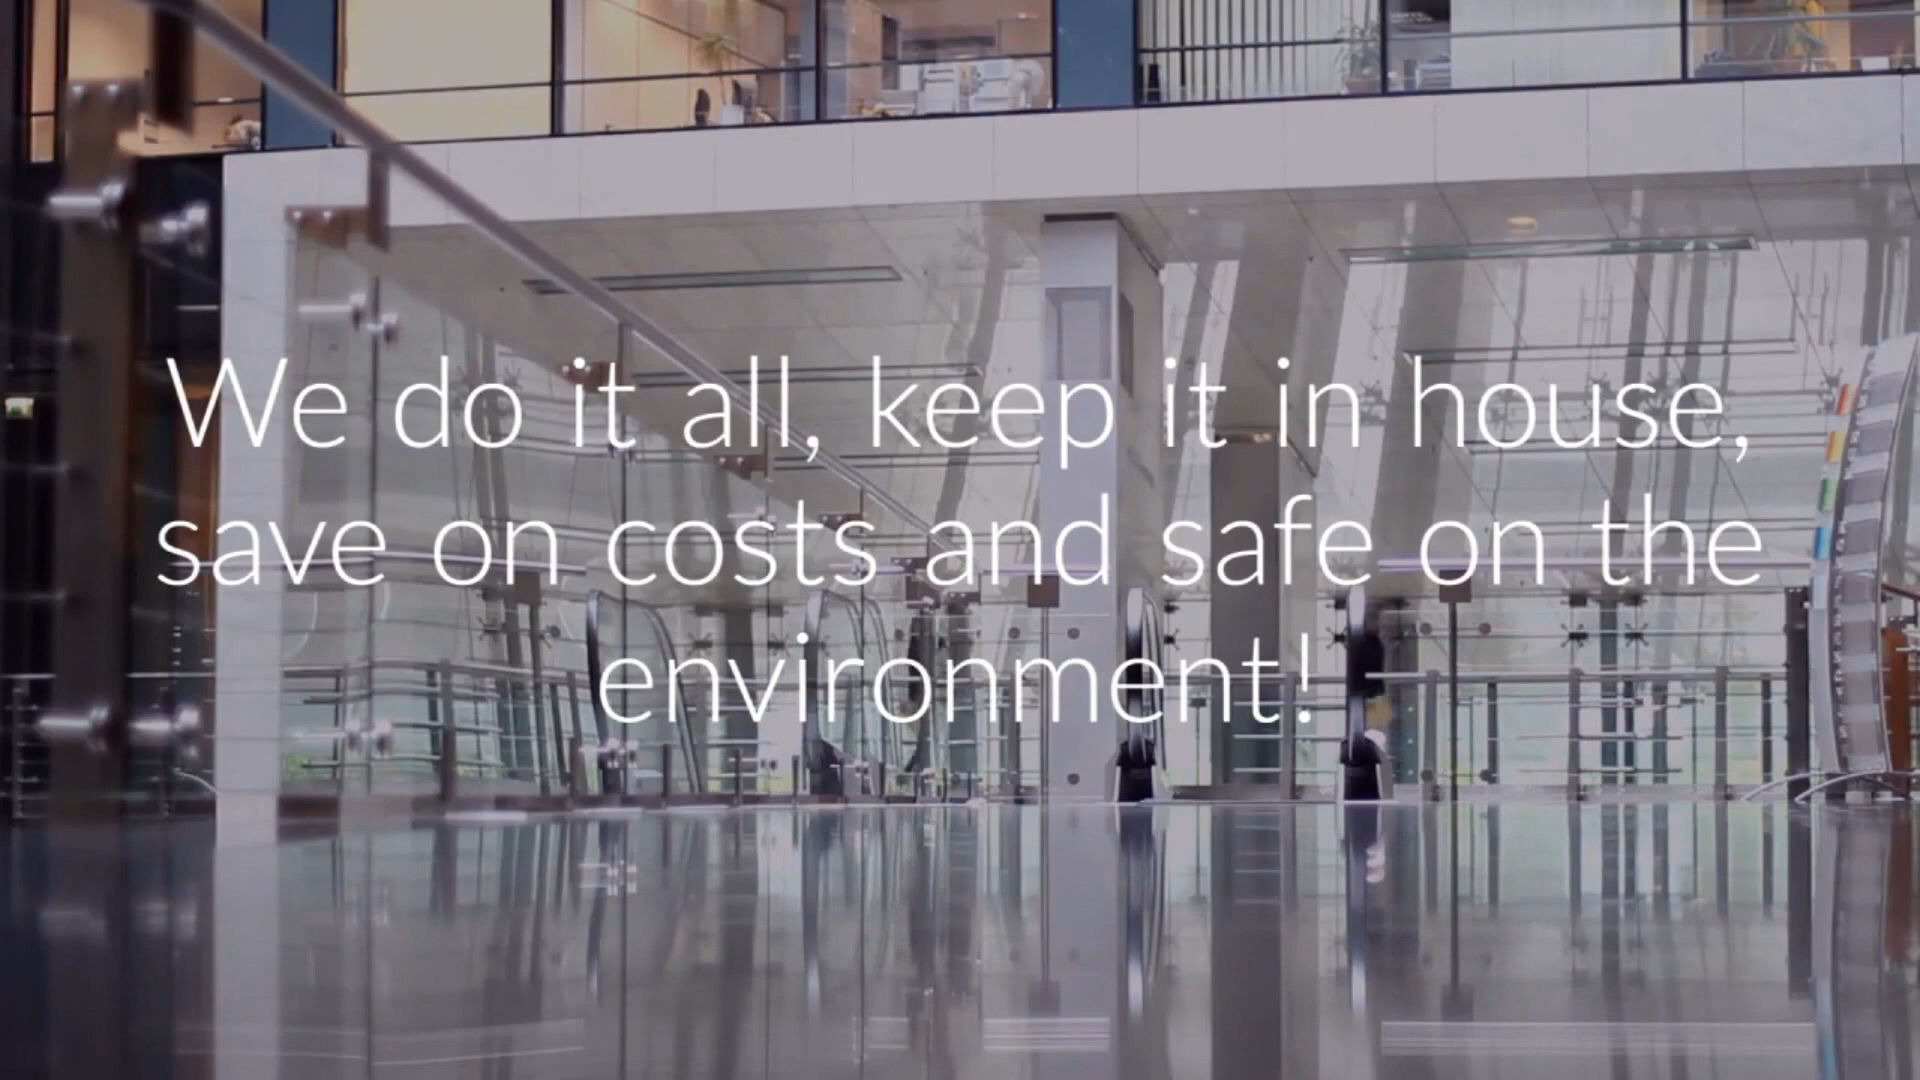 We do it all, keep it in house,
save on costs and safe on the
environment!